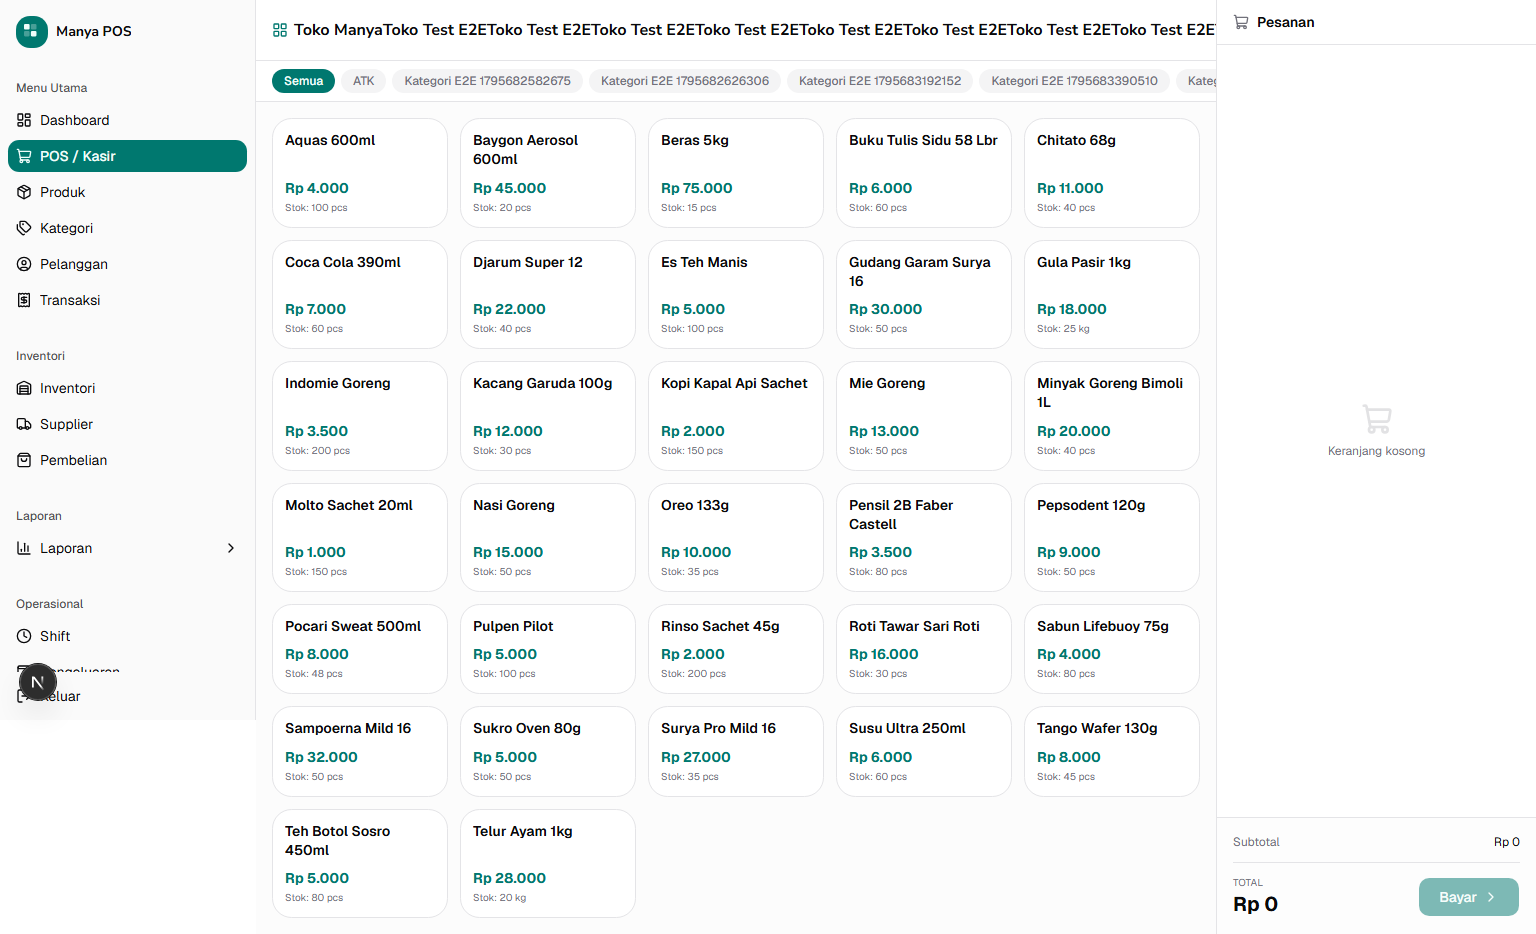 Manya POS
Menu Utama
Dashboard
POS / Kasir
Produk
Kategori
Pelanggan
Transaksi
Inventori
Inventori
Supplier
Pembelian
Laporan
Laporan
Operasional
Shift
N
Toko ManyaToko Test E2EToko Test E2EToko Test E2EToko Test E2EToko Test E2EToko Test E2EToko Test E2EToko Test E2E
Semua
ATK
Kategori E2E 1795682582675
Kategori E2E 1795682626306
Kategori E2E 1795683192152
Kategori E2E 1795683390510
Aquas 600ml
Rp 4.000
Stok: 100 pcs
Baygon Aerosol
600ml
Rp 45.000
Stok: 20 pcs
Beras 5kg
Rp 75.000
Stok: 15 pcs
Buku Tulis Sidu 58 Lbr
Rp 6.000
Stok: 60 pcs
Chitato 68g
Rp 11.000
Stok: 40 pcs
Coca Cola 390ml
Rp 7.000
Stok: 60 pcs
Djarum Super 12
Rp 22.000
Stok: 40 pcs
Es Teh Manis
Rp 5.000
Stok: 100 pcs
Gudang Garam Surya
16
Rp 30.000
Stok: 50 pcs
Gula Pasir 1kg
Rp 18.000
Stok: 25 kg
Indomie Goreng
Rp 3.500
Stok: 200 pcs
Kacang Garuda 100g
Rp 12.000
Stok: 30 pcs
Kopi Kapal Api Sachet
Rp 2.000
Stok: 150 pcs
Mie Goreng
Rp 13.000
Stok: 50 pcs
Minyak Goreng Bimoli
1L
Rp 20.000
Stok: 40 pcs
Molto Sachet 20ml
Rp 1.000
Stok: 150 pcs
Nasi Goreng
Rp 15.000
Stok: 50 pcs
Oreo 133g
Rp 10.000
Stok: 35 pcs
Pensil 2B Faber
Castell
Rp 3.500
Stok: 80 pcs
Pepsodent 120g
Rp 9.000
Stok: 50 pcs
Pocari Sweat 500ml
Rp 8.000
Stok: 48 pcs
Pulpen Pilot
Rp 5.000
Stok: 100 pcs
Rinso Sachet 45g
Rp 2.000
Stok: 200 pcs
Roti Tawar Sari Roti
Rp 16.000
Stok: 30 pcs
Sabun Lifebuoy 75g
Rp 4.000
Stok: 80 pcs
Sampoerna Mild 16
Rp 32.000
Stok: 50 pcs
Sukro Oven 80g
Rp 5.000
Stok: 50 pcs
Surya Pro Mild 16
Rp 27.000
Stok: 35 pcs
Susu Ultra 250ml
Rp 6.000
Stok: 60 pcs
Tango Wafer 130g
Rp 8.000
Stok: 45 pcs
Teh Botol Sosro
450ml
Rp 5.000
Stok: 80 pcs
Telur Ayam 1kg
Rp 28.000
Stok: 20 kg
Pesanan
Keranjang kosong
Subtotal
Rp 0
TOTAL
Rp 0
Bayar